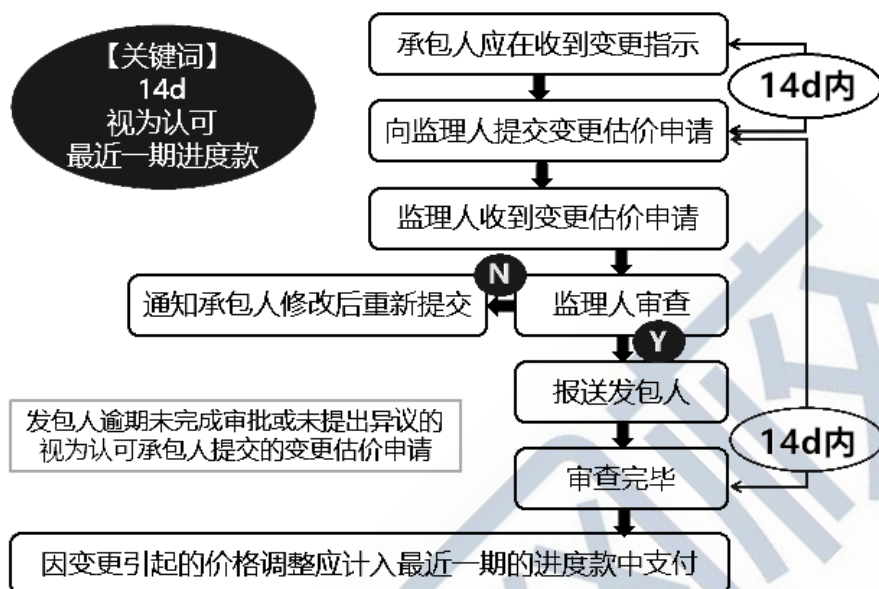 【关键词】
14d
视为认可
最近一期进度款
承包人应在收到变更指示
14d内
向监理人提交变更估价申请
监理人收到变更估价申请
N
通知承包人修改后重新提交
监理人审查
Y
报送发包人
发包人逾期未完成审批或未提出异议的
视为认可承包人提交的变更估价申请
14d内
审查完毕
因变更引起的价格调整应计入最近一期的进度款中支付